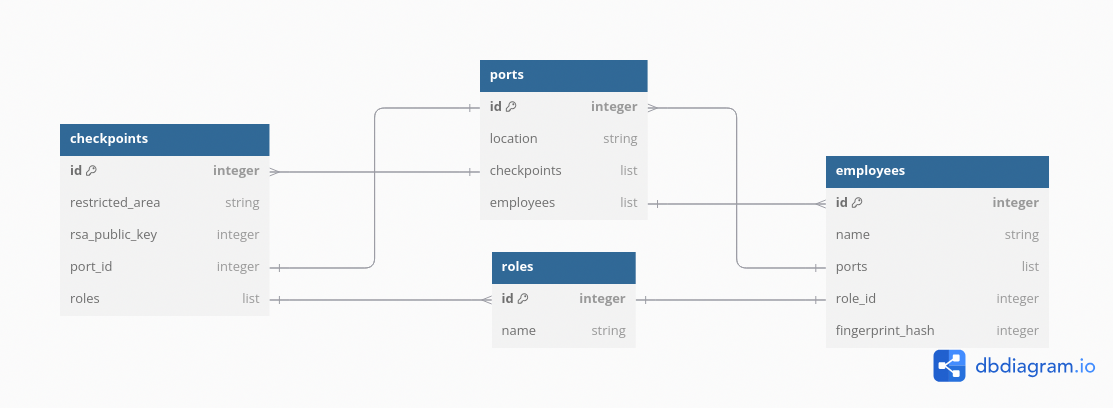 checkpoints
id integer
restricted_area string
rsa_public_key integer
port_id integer
roles list
ports
id integer
location string
checkpoints list
employees list
roles
id integer
name string
employees
id integer
name string
ports list
role_id integer
fingerprint_hash integer
dbdiagram.io